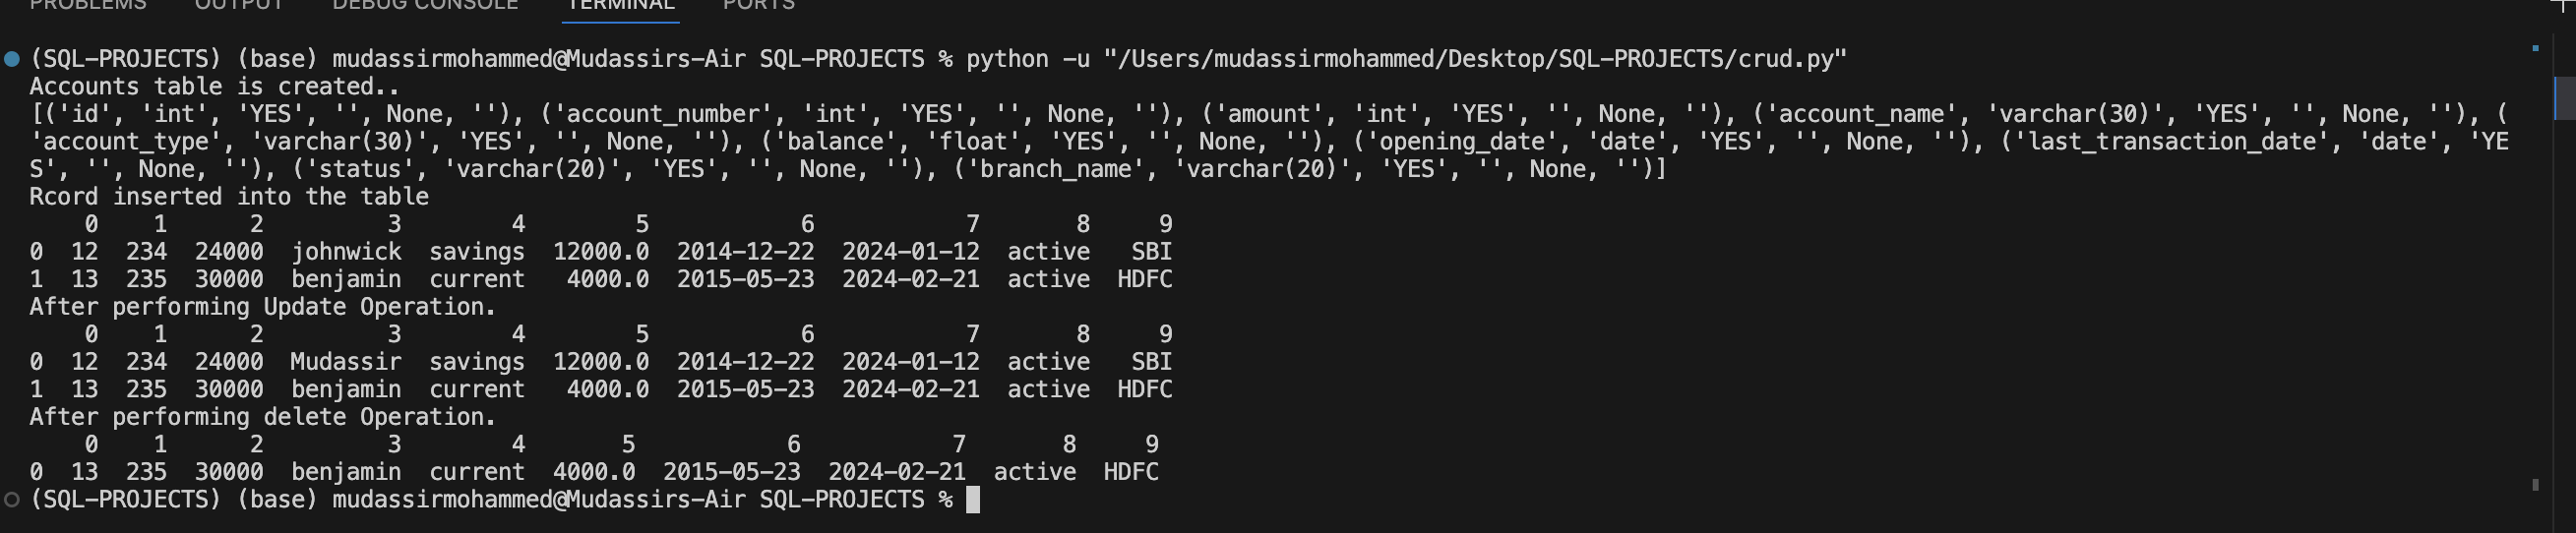 PROBLEMS OUTPUT DEBUG CONSOLE TERMINAL PORTS
(SQL-PROJECTS) (base) mudassirmohammed@Mudassirs-Air SQL-PROJECTS % python -u "/Users/mudassirmohammed/Desktop/SQL-PROJECTS/crud.py"
Accounts table is created..
[('id', 'int', 'YES', '', None, ''), ('account_number', 'int', 'YES', '', None, ''), ('amount', 'int', 'YES', '', None, ''), ('account_name', 'varchar(30)', 'YES', '', None, ''), (
'account_type', 'varchar(30)', 'YES', '', None, ''), ('balance', 'float', 'YES', '', None, ''), ('opening_date', 'date', 'YES', '', None, ''), ('last_transaction_date', 'date', 'YE
S', '', None, ''), ('status', 'varchar(20)', 'YES', '', None, ''), ('branch_name', 'varchar(20)', 'YES', '', None, '')]
Rcord inserted into the table
0 1 2 3 4 5 6 7 8 9
0 12 234 24000 johnwick savings 12000.0 2014-12-22 2024-01-12 active SBI
1 13 235 30000 benjamin current 4000.0 2015-05-23 2024-02-21 active HDFC
After performing Update Operation.
0 1 2 3 4 5 6 7 8 9
0 12 234 24000 Mudassir savings 12000.0 2014-12-22 2024-01-12 active SBI
1 13 235 30000 benjamin current 4000.0 2015-05-23 2024-02-21 active HDFC
After performing delete Operation.
0 1 2 3 4 5 6 7 8 9
0 13 235 30000 benjamin current 4000.0 2015-05-23 2024-02-21 active HDFC
(SQL-PROJECTS) (base) mudassirmohammed@Mudassirs-Air SQL-PROJECTS %